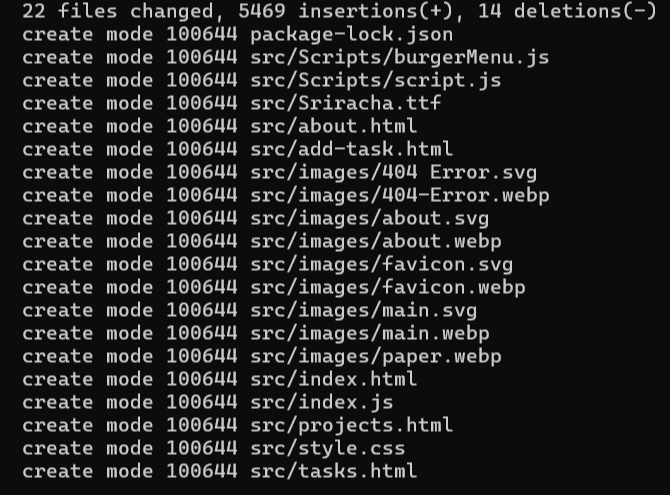 22 files changed, 5469 insertions(+), 14 deletions(-)
create mode 100644 package-lock.json
create mode 100644 src/Scripts/burgerMenu.js
create mode 100644 src/Scripts/script.js
create mode 100644 src/Sriracha.ttf
create mode 100644 src/about.html
create mode 100644 src/add-task.html
create mode 100644 src/images/404 Error.svg
create mode 100644 src/images/404-Error.webp
create mode 100644 src/images/about.svg
create mode 100644 src/images/about.webp
create mode 100644 src/images/favicon.svg
create mode 100644 src/images/favicon.webp
create mode 100644 src/images/main.svg
create mode 100644 src/images/main.webp
create mode 100644 src/images/paper.webp
create mode 100644 src/index.html
create mode 100644 src/index.js
create mode 100644 src/projects.html
create mode 100644 src/style.css
create mode 100644 src/tasks.html